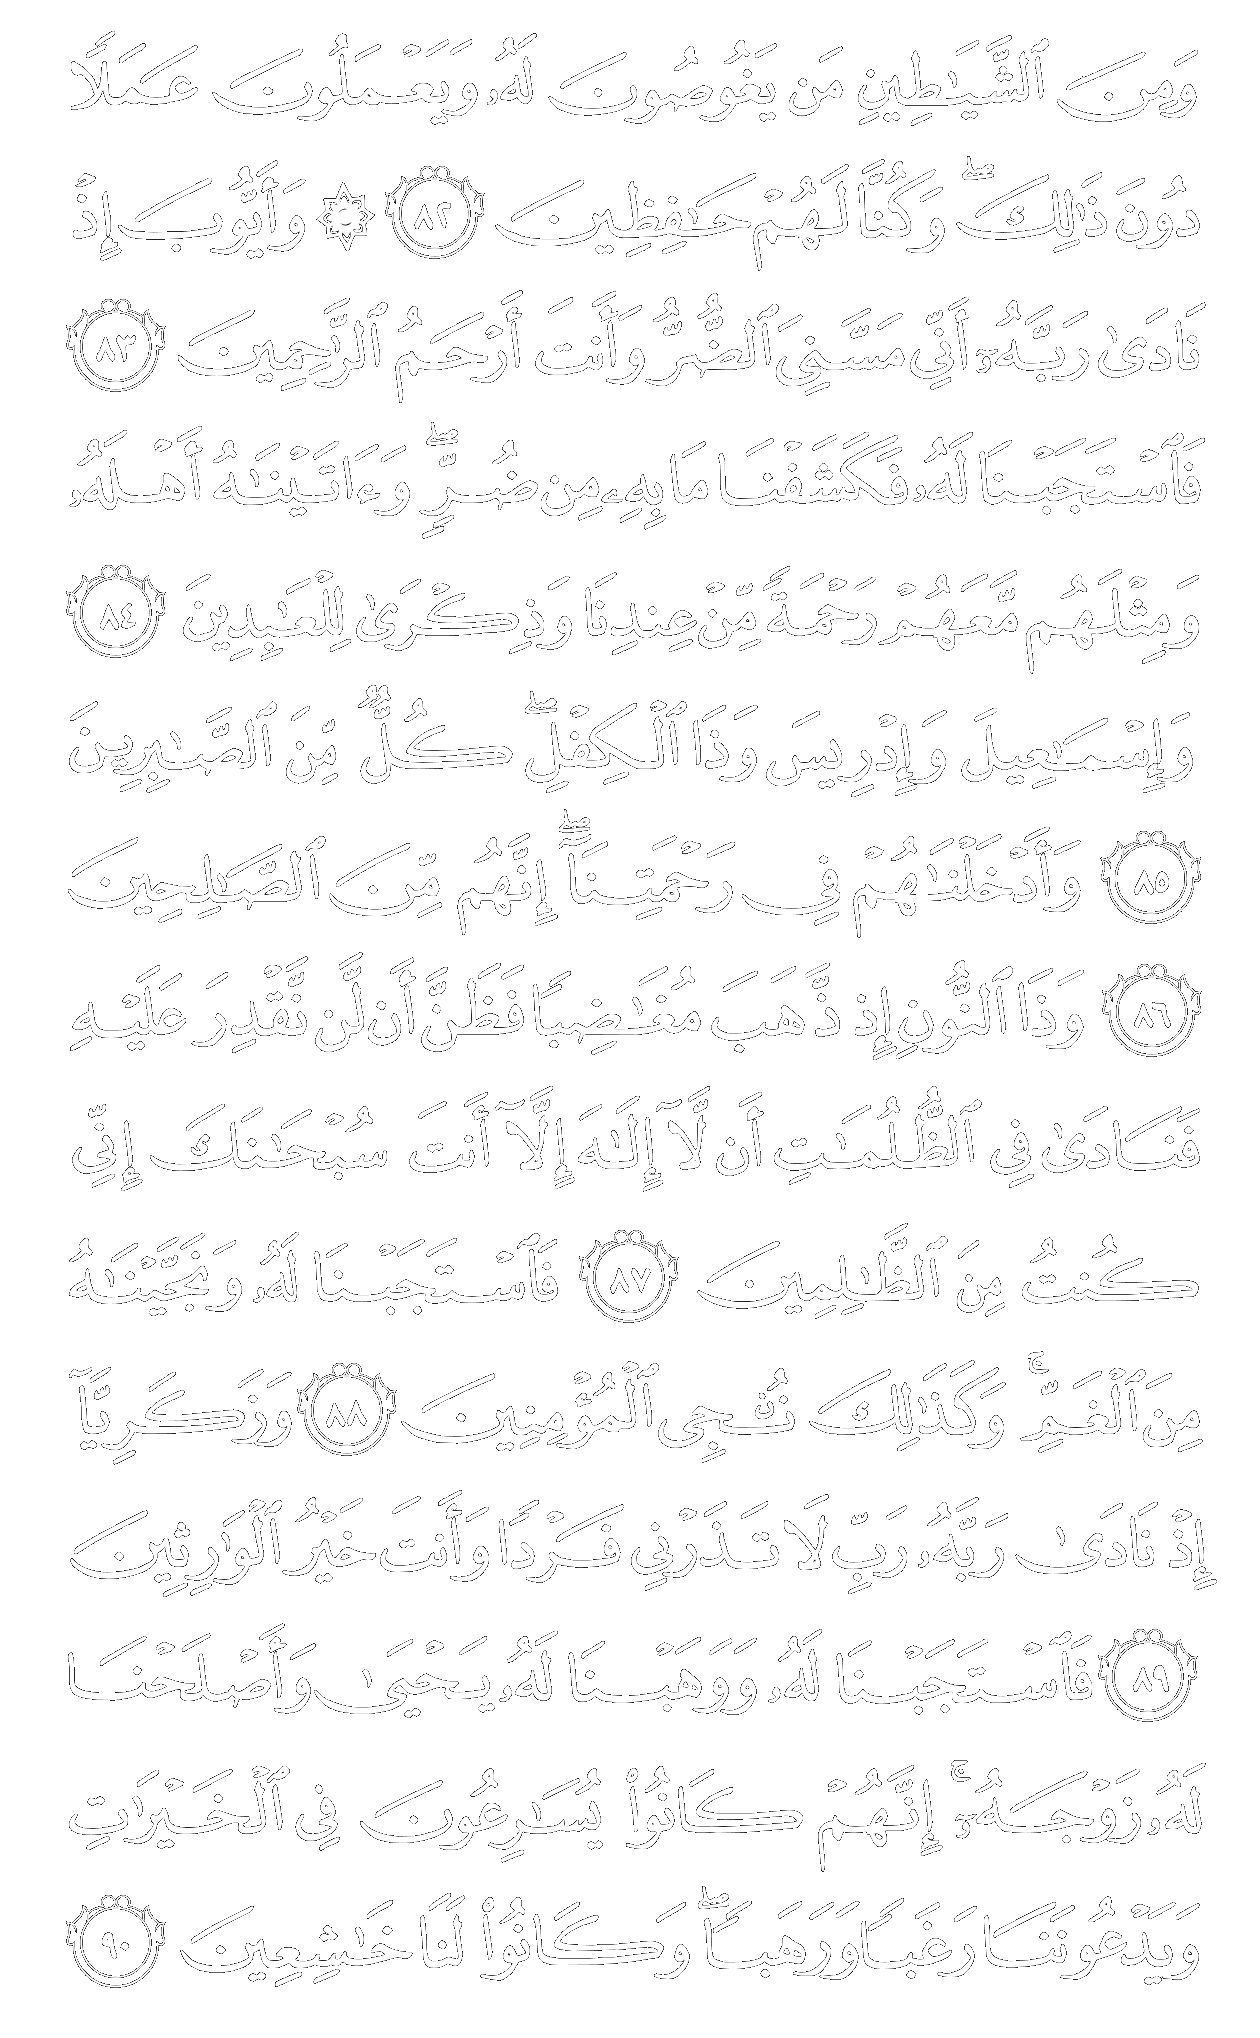 وَمِنَ ٱلشَّيَٰطِينِ مَن يَغُوصُونَ لَهُۥ وَيَعْمَلُونَ عَمَلًا
دُونَ ذَٰلِكَ ۖ وَكُنَّا لَهُمْ حَٰفِظِينَ ٨٢ ۞ وَأَيُّوبَ إِذْ
نَادَىٰ رَبَّهُۥٓ أَنِّي مَسَّنِيَ ٱلضُّرُّ وَأَنتَ أَرْحَمُ ٱلرَّٰحِمِينَ ٨٣
فَٱسْتَجَبْنَا لَهُۥ فَكَشَفْنَا مَا بِهِۦ مِن ضُرٍّ ۖ وَءَاتَيْنَٰهُ أَهْلَهُۥ
وَمِثْلَهُم مَّعَهُمْ رَحْمَةً مِّنْ عِندِنَا وَذِكْرَىٰ لِلْعَٰبِدِينَ ٨٤
وَإِسْمَٰعِيلَ وَإِدْرِيسَ وَذَا ٱلْكِفْلِ ۖ كُلٌّ مِّنَ ٱلصَّٰبِرِينَ
٨٥ وَأَدْخَلْنَٰهُمْ فِي رَحْمَتِنَآ ۖ إِنَّهُم مِّنَ ٱلصَّٰلِحِينَ
٨٦ وَذَا ٱلنُّونِ إِذ ذَّهَبَ مُغَٰضِبًا فَظَنَّ أَن لَّن نَّقْدِرَ عَلَيْهِ
فَنَادَىٰ فِي ٱلظُّلُمَٰتِ أَن لَّآ إِلَٰهَ إِلَّآ أَنتَ سُبْحَٰنَكَ إِنِّي
كُنتُ مِنَ ٱلظَّٰلِمِينَ ٨٧ فَٱسْتَجَبْنَا لَهُۥ وَنَجَّيْنَٰهُ
مِنَ ٱلْغَمِّ ۚ وَكَذَٰلِكَ نُۨجِي ٱلْمُؤْمِنِينَ ٨٨ وَزَكَرِيَّآ
إِذْ نَادَىٰ رَبَّهُۥ رَبِّ لَا تَذَرْنِي فَرْدًا وَأَنتَ خَيْرُ ٱلْوَٰرِثِينَ
٨٩ فَٱسْتَجَبْنَا لَهُۥ وَوَهَبْنَا لَهُۥ يَحْيَىٰ وَأَصْلَحْنَا
لَهُۥ زَوْجَهُۥٓ ۚ إِنَّهُمْ كَانُوا۟ يُسَٰرِعُونَ فِي ٱلْخَيْرَٰتِ
وَيَدْعُونَنَا رَغَبًا وَرَهَبًا ۖ وَكَانُوا۟ لَنَا خَٰشِعِينَ ٩٠